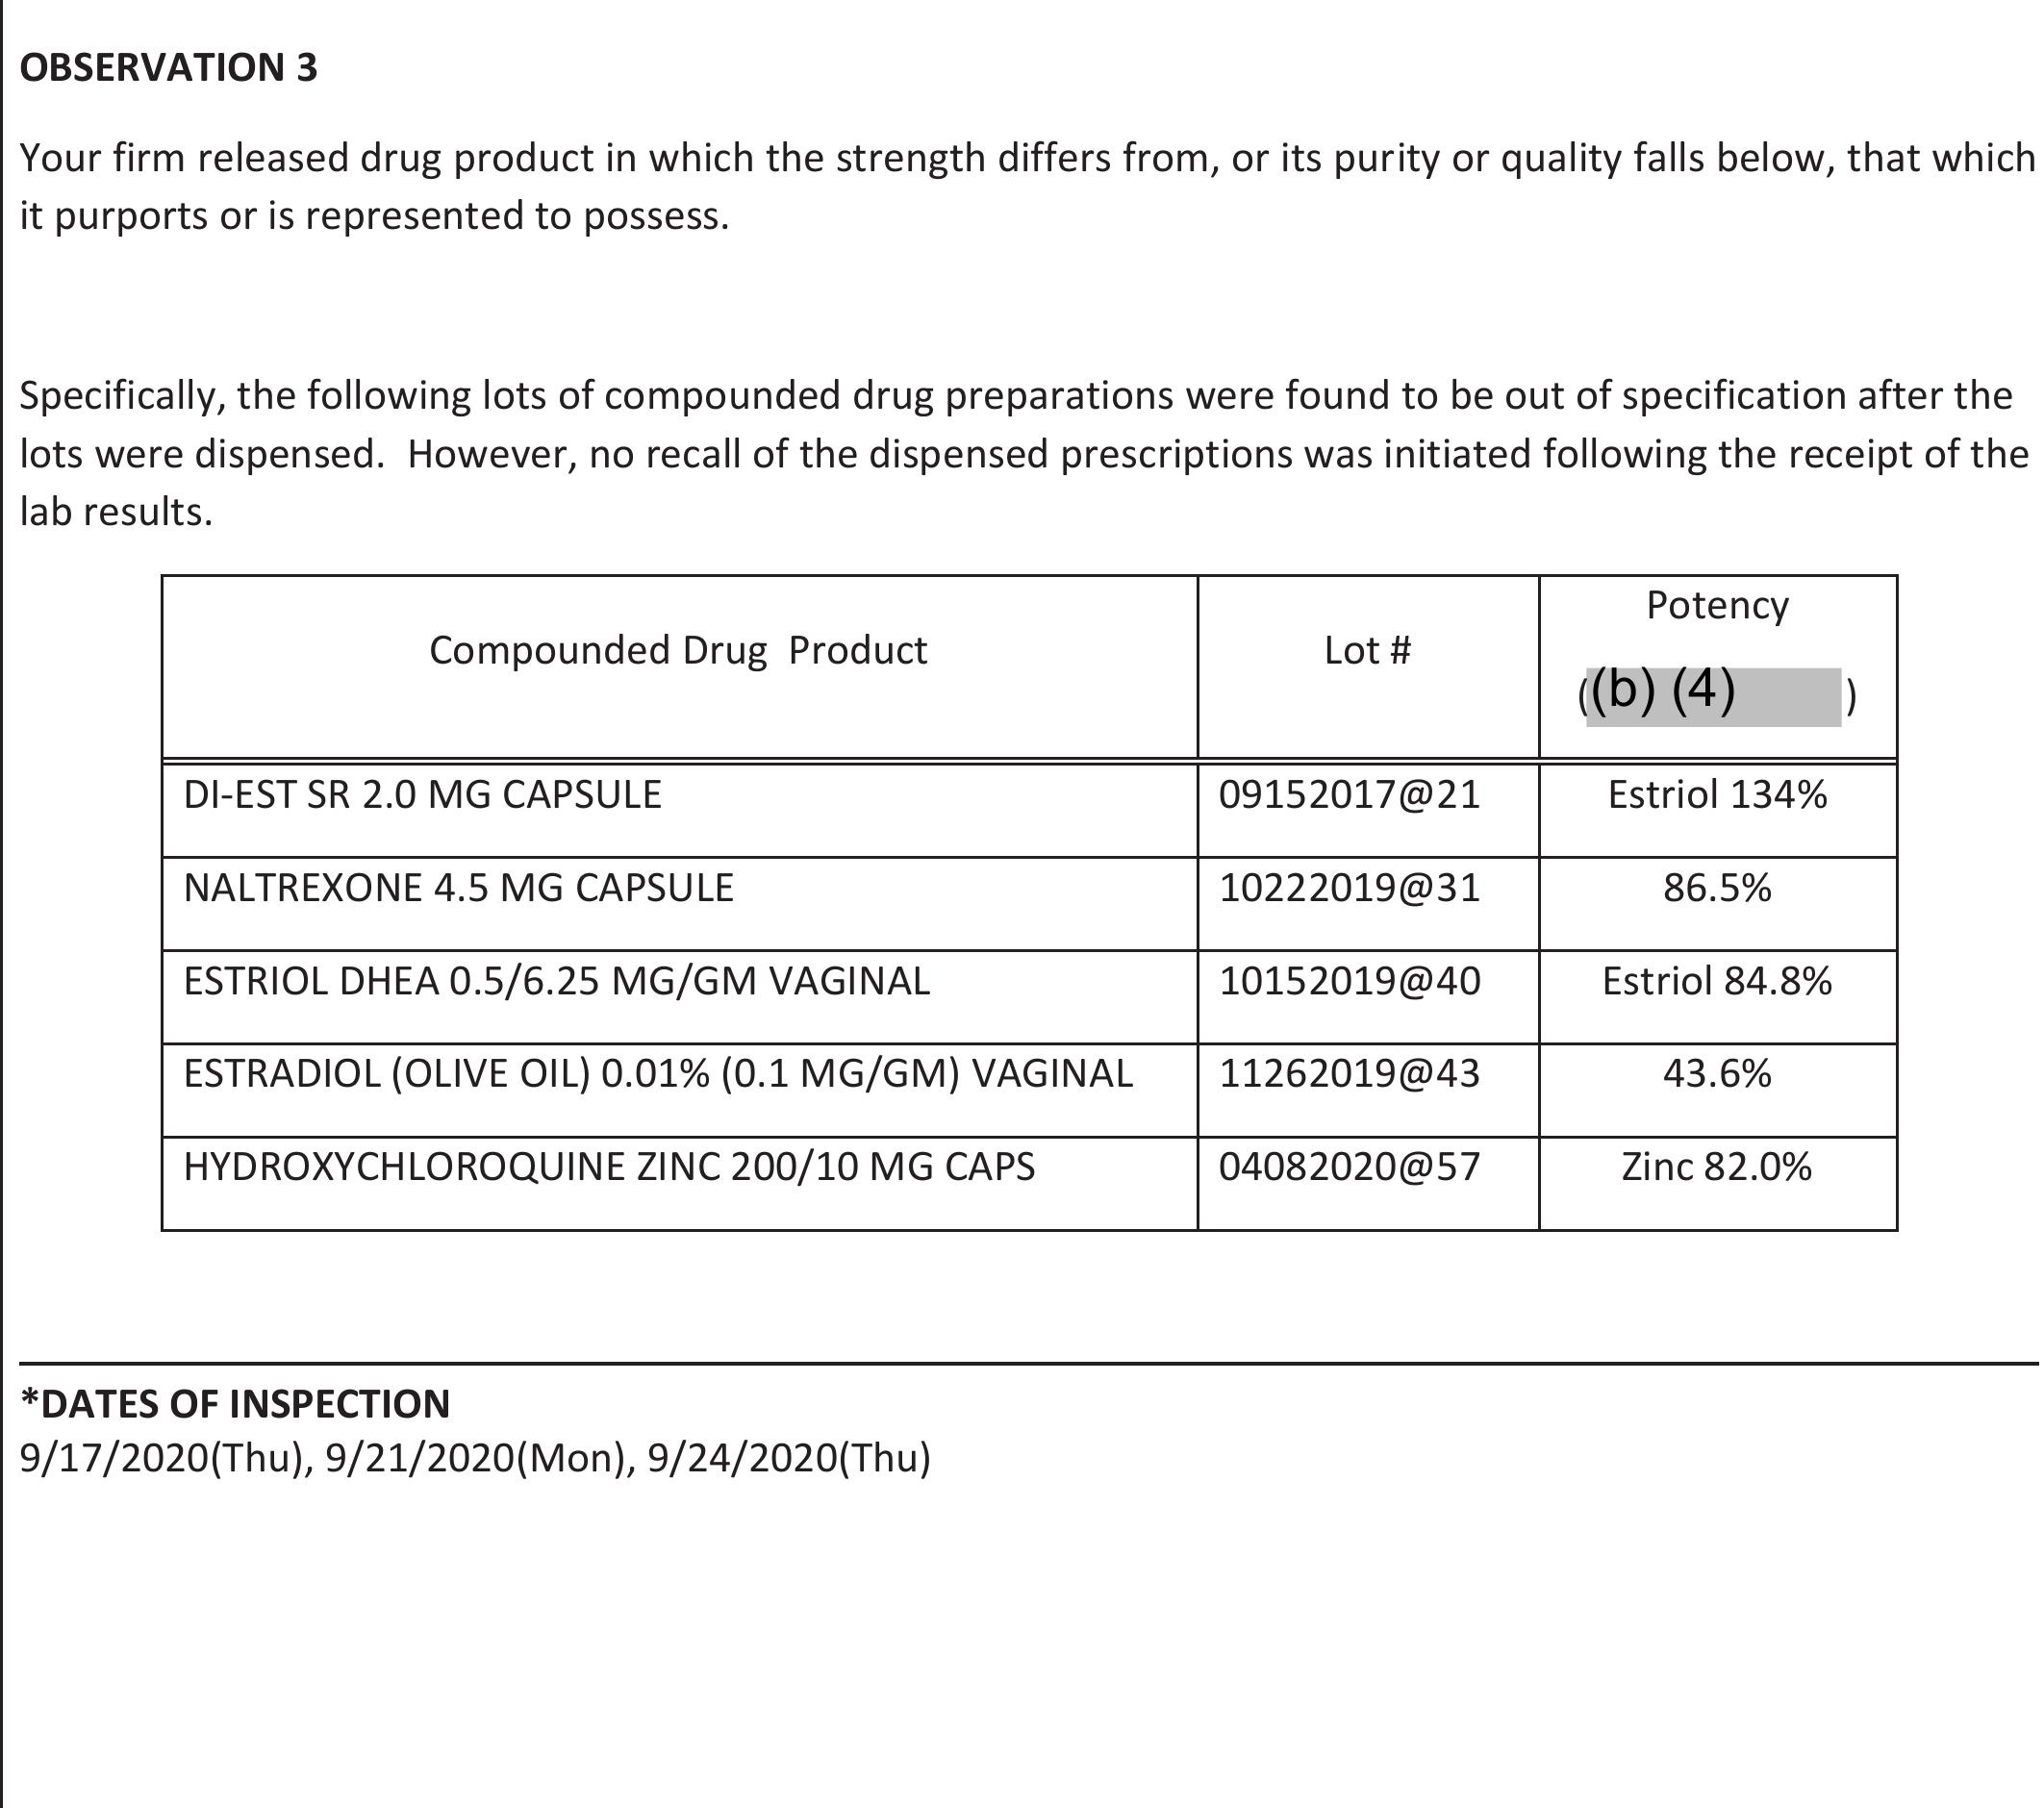 OBSERVATION 3
Your firm released drug product in which the strength differs from, or its purity or quality falls below, that which
it purports or is represented to possess.
Specifically, the following lots of compounded drug preparations were found to be out of specification after the
lots were dispensed.  However, no recall of the dispensed prescriptions was initiated following the receipt of the
lab results.
Compounded Drug  Product Lot # Potency
((b) (4) )
DI-EST SR 2.0 MG CAPSULE 09152017@21 Estriol 134%
NALTREXONE 4.5 MG CAPSULE 10222019@31 86.5%
ESTRIOL DHEA 0.5/6.25 MG/GM VAGINAL 10152019@40 Estriol 84.8%
ESTRADIOL (OLIVE OIL) 0.01% (0.1 MG/GM) VAGINAL 11262019@43 43.6%
HYDROXYCHLOROQUINE ZINC 200/10 MG CAPS 04082020@57 Zinc 82.0%
*DATES OF INSPECTION
9/17/2020(Thu), 9/21/2020(Mon), 9/24/2020(Thu)